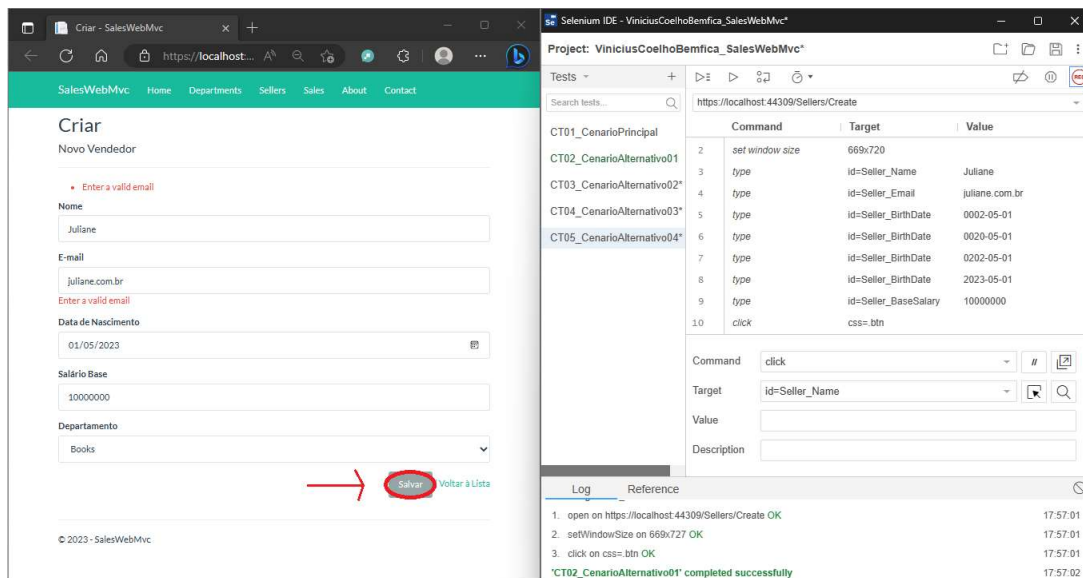 Criar - SalesWebMvc
https://localhost...
SalesWebMvc Home Departments Sellers Sales About Contact
Criar
Novo Vendedor
Enter a valid email
Nome
Juliane
E-mail
juliane.com.br
Enter a valid email
Data de Nascimento
01/05/2023
Salário Base
10000000
Departamento
Books
Salvar Voltar à Lista
© 2023 - SalesWebMvc
Selenium IDE - ViniciusCoelhoBemfica_SalesWebMvc*
Project: ViniciusCoelhoBemfica_SalesWebMvc*
Tests
Search tests...
CT01_CenarioPrincipal
CT02_CenarioAlternativo01
CT03_CenarioAlternativo02*
CT04_CenarioAlternativo03*
CT05_CenarioAlternativo04*
REC
https://localhost:44309/Sellers/Create
Command Target Value
2 set window size 669x720
3 type id=Seller_Name Juliane
4 type id=Seller_Email juliane.com.br
5 type id=Seller_BirthDate 0002-05-01
6 type id=Seller_BirthDate 0020-05-01
7 type id=Seller_BirthDate 0202-05-01
8 type id=Seller_BirthDate 2023-05-01
9 type id=Seller_BaseSalary 10000000
10 click css=.btn
Command click //
Target id=Seller_Name
Value
Description
Log Reference
1. open on https://localhost:44309/Sellers/Create OK 17:57:01
2. setWindowSize on 669x727 OK 17:57:01
3. click on css=.btn OK 17:57:01
'CT02_CenarioAlternativo01' completed successfully 17:57:02